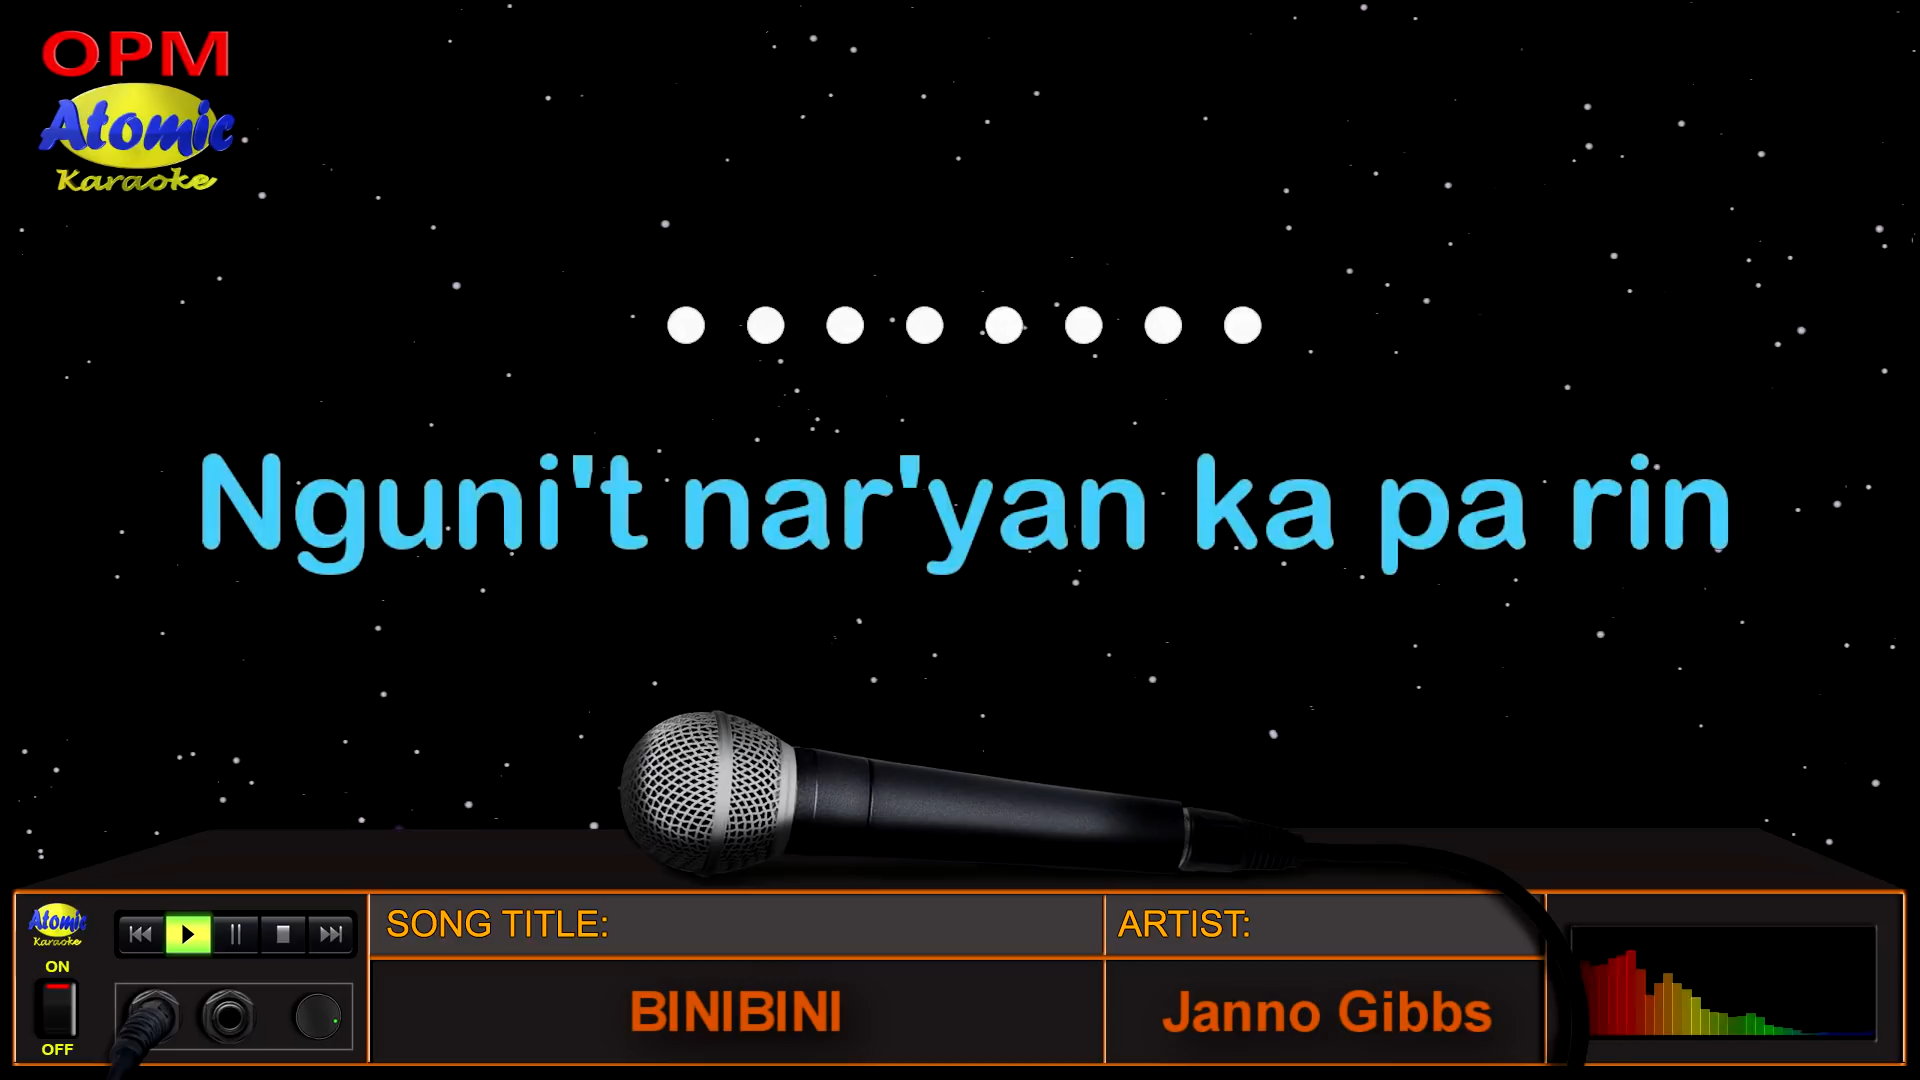 OPM
Atomic
Karaoke
Nguni't nar'yan ka pa rin
Atomic
Karaoke
ON
OFF
SONG TITLE:
BINIBINI
ARTIST:
Janno Gibbs